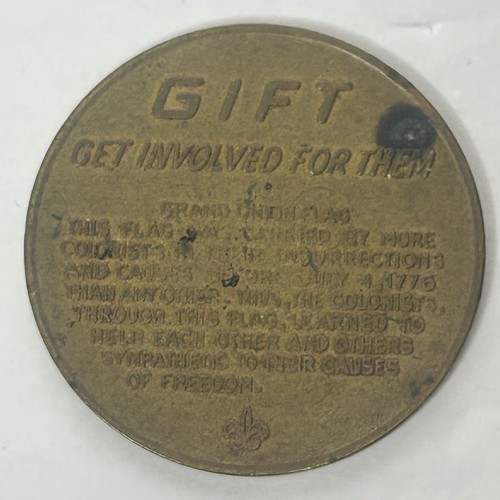 GIFT
GET INVOLVED FOR THEM
GRAND UNION FLAG
THIS FLAG WAS CARRIED BY MORE
COLONISTS IN THEIR INSURRECTIONS
AND CAUSES BEFORE JULY 4, 1776
THAN ANY OTHER. THUS, THE COLONISTS,
THROUGH THIS FLAG, LEARNED TO
HELP EACH OTHER AND OTHERS
SYMPATHETIC TO THEIR CAUSES
OF FREEDOM.